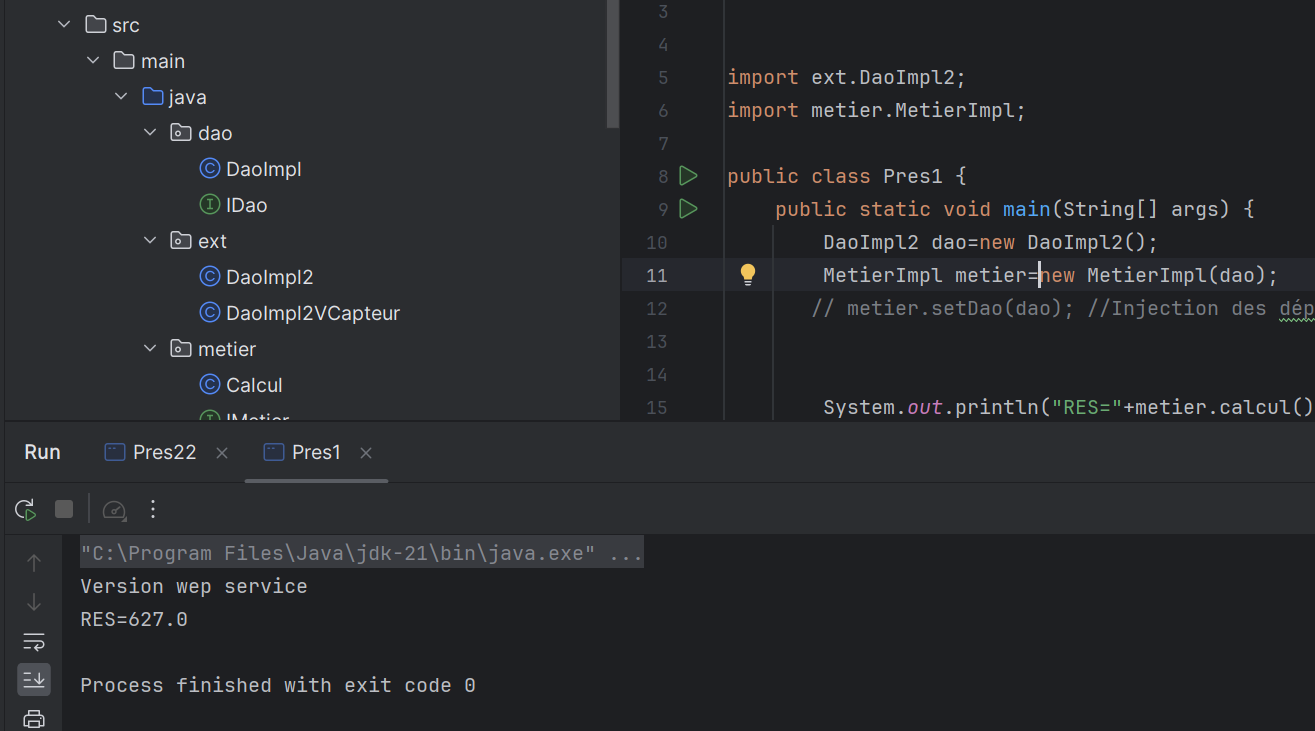 src
main
java
dao
DaoImpl
IDao
ext
DaoImpl2
DaoImpl2VCapteur
metier
Calcul
IMetier
3
4
5 import ext.DaoImpl2;
6 import metier.MetierImpl;
7
8 public class Pres1 {
9 public static void main(String[] args) {
10 DaoImpl2 dao=new DaoImpl2();
11 MetierImpl metier=new MetierImpl(dao);
12 // metier.setDao(dao); //Injection des dép
13
14
15 System.out.println("RES="+metier.calcul()
Run Pres22 Pres1
"C:\Program Files\Java\jdk-21\bin\java.exe" ...
Version wep service
RES=627.0
Process finished with exit code 0